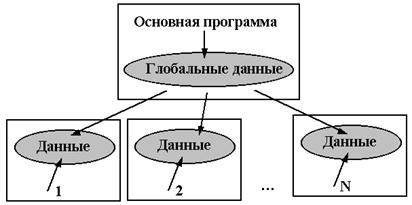 Основная программа
Глобальные данные
Данные Данные Данные
1 2 ... N